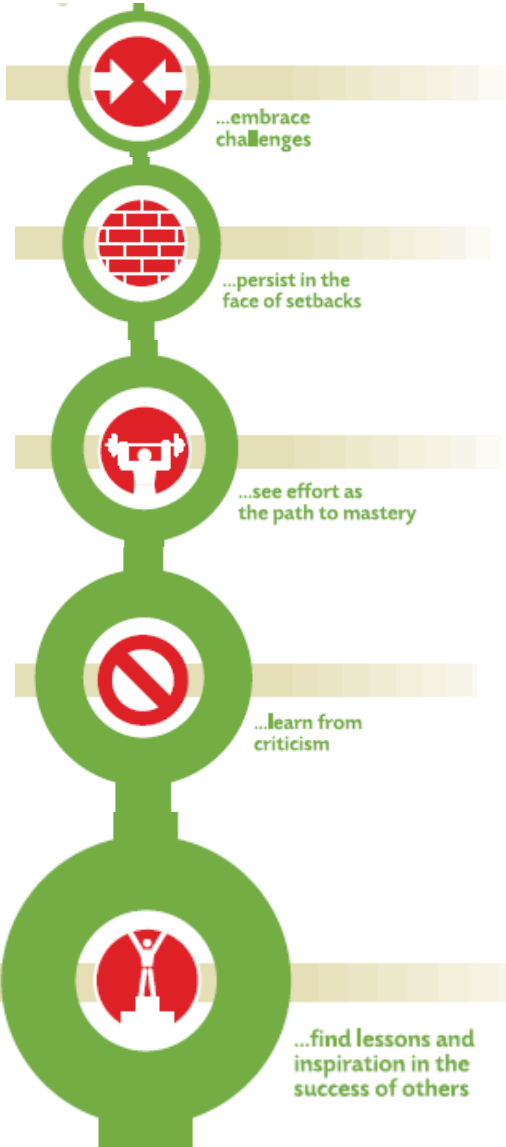 ...embrace
challenges
...persist in the
face of setbacks
...see effort as
the path to mastery
...learn from
criticism
...find lessons and
inspiration in the
success of others